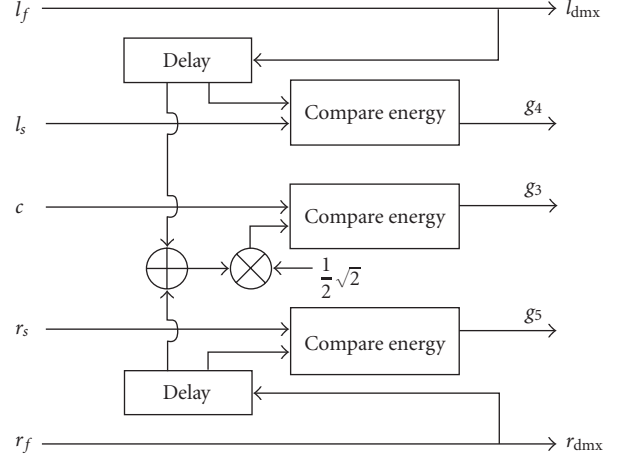 l_f l_dmx
Delay
Compare energy g_4
l_s
c Compare energy g_3
1/2 √2
r_s Compare energy g_5
Delay
r_f r_dmx